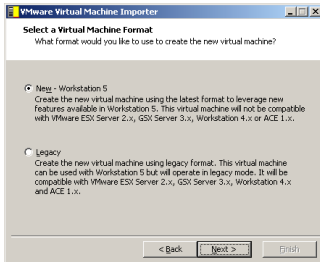 VMware Virtual Machine Importer
Select a Virtual Machine Format
What format would you like to use to create the new virtual machine?
New - Workstation 5
Create the new virtual machine using the latest format to leverage new
features available in Workstation 5. This virtual machine will not be compatible
with VMware ESX Server 2.x, GSX Server 3.x, Workstation 4.x or ACE 1.x.
Legacy
Create the new virtual machine using legacy format. This virtual machine
can be used with Workstation 5 but will operate in legacy mode. It will be
compatible with VMware ESX Server 2.x, GSX Server 3.x, Workstation 4.x
and ACE 1.x.
< Back Next > Finish